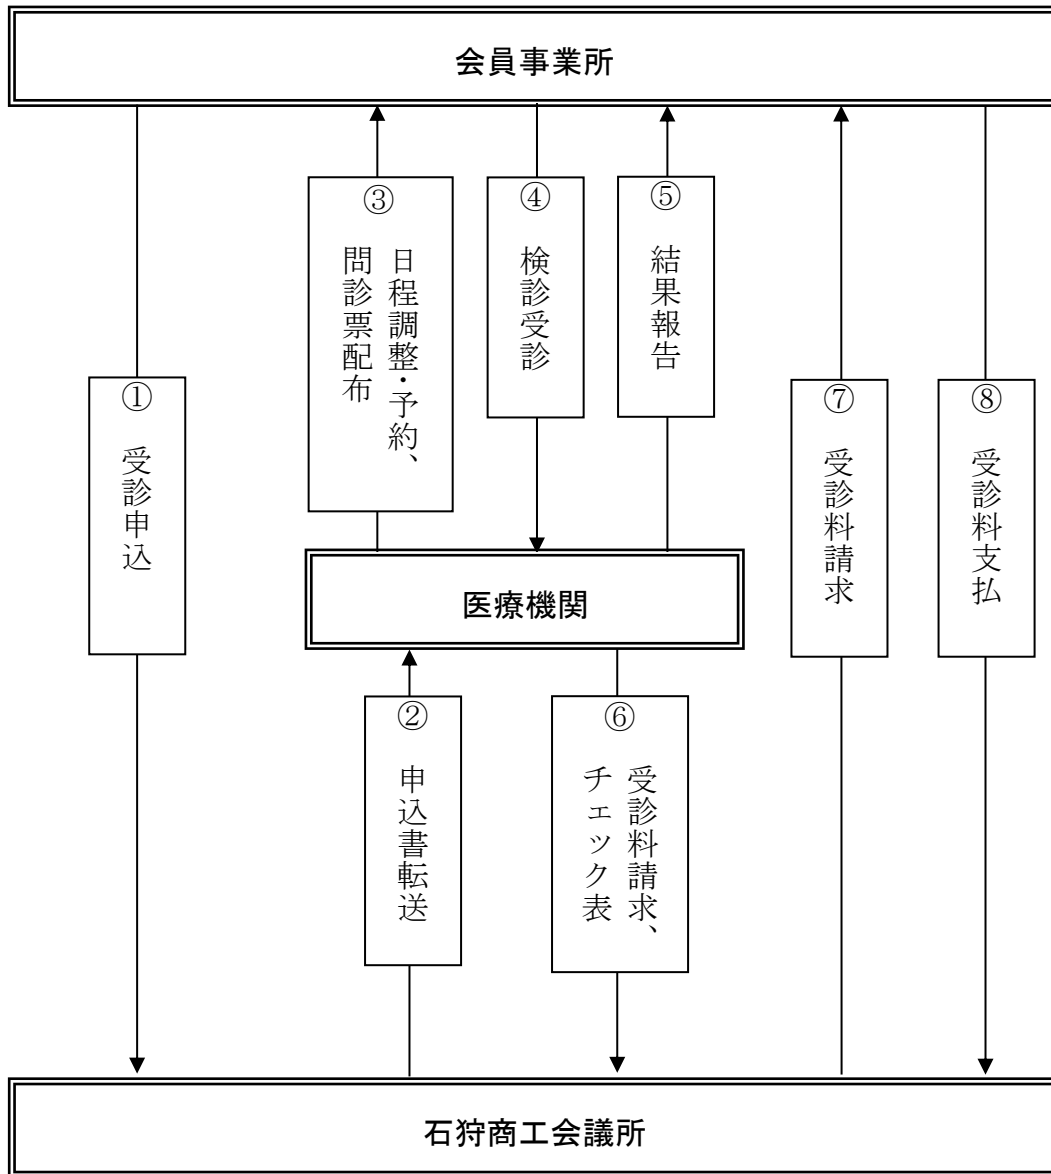 会員事業所
①
受診申込
②
申込書転送
③
日程調整・予約、
問診票配布
④
検診受診
⑤
結果報告
医療機関
⑥
受診料請求、
チェック表
⑦
受診料請求
⑧
受診料支払
石狩商工会議所